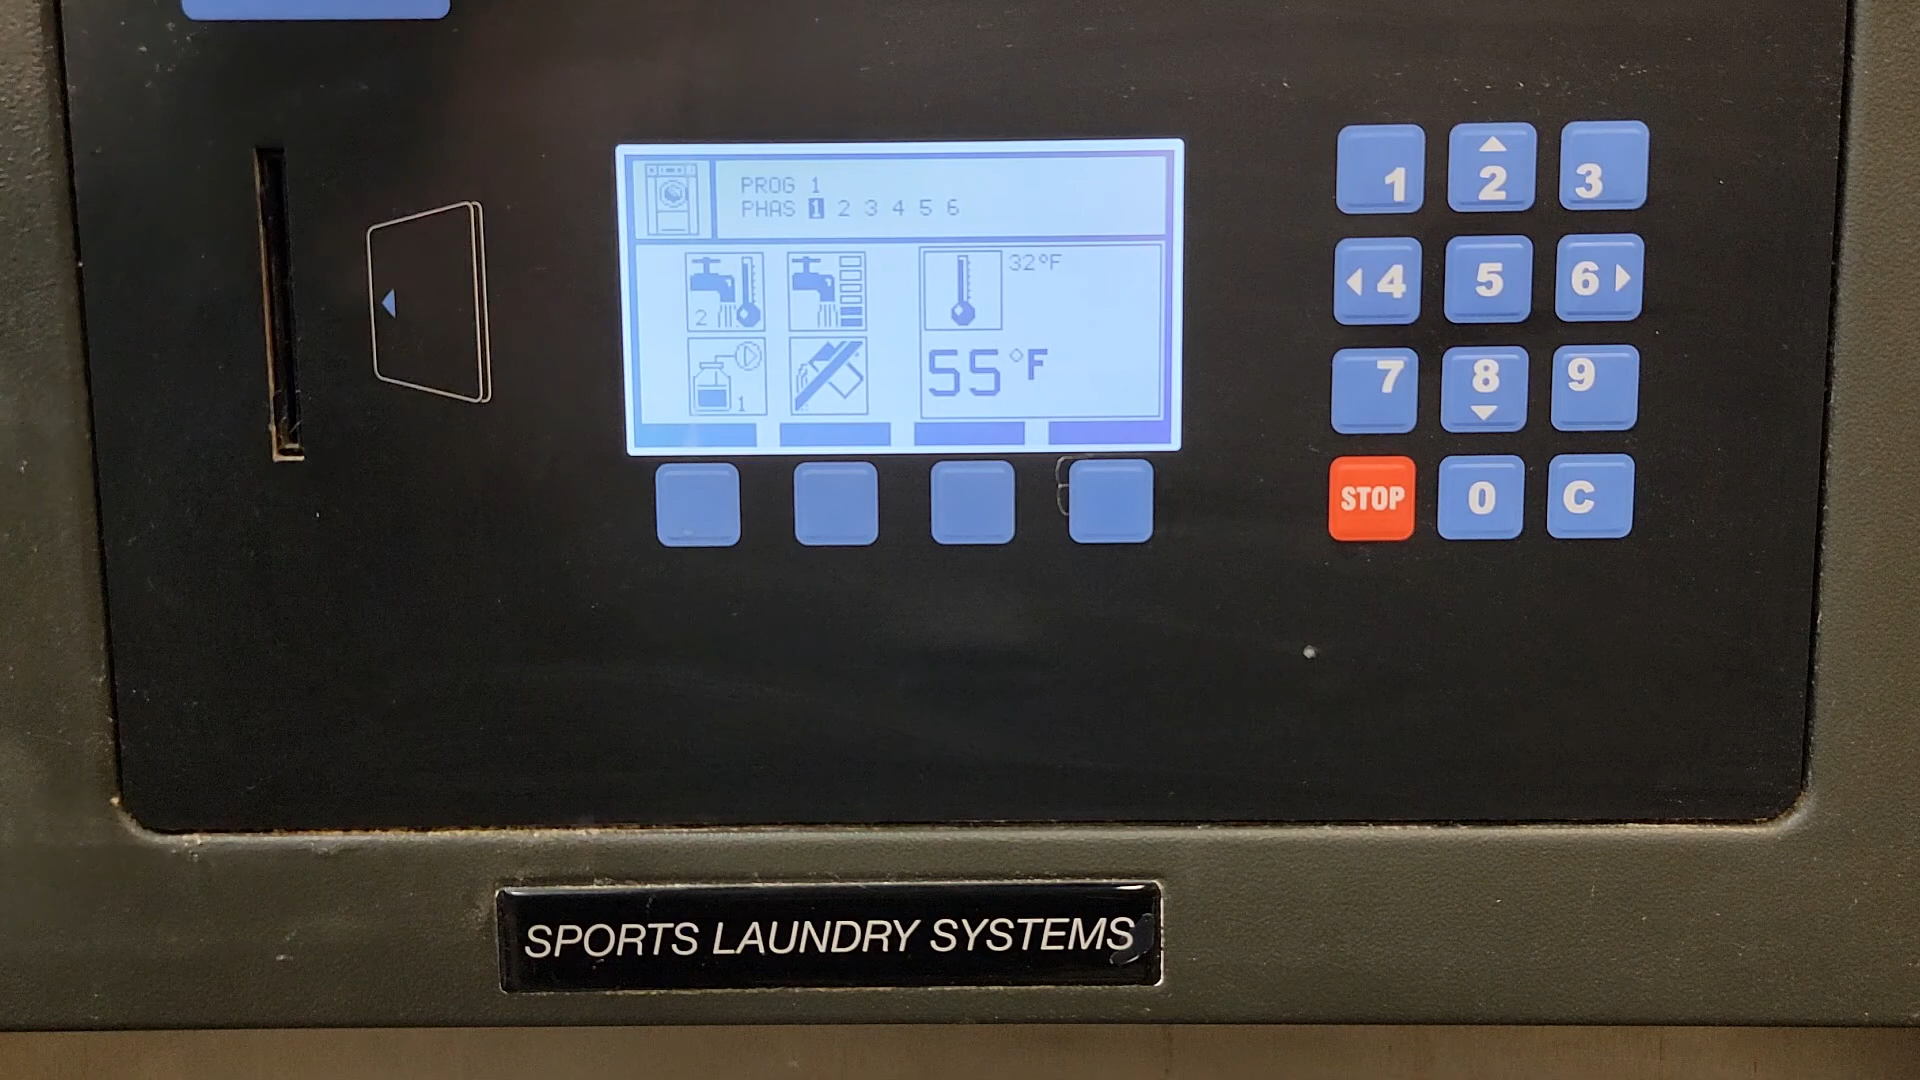 PROG 1
PHAS 1 2 3 4 5 6
2
32°F
1
55°F
1 2 3
4 5 6
7 8 9
STOP 0 C
SPORTS LAUNDRY SYSTEMS